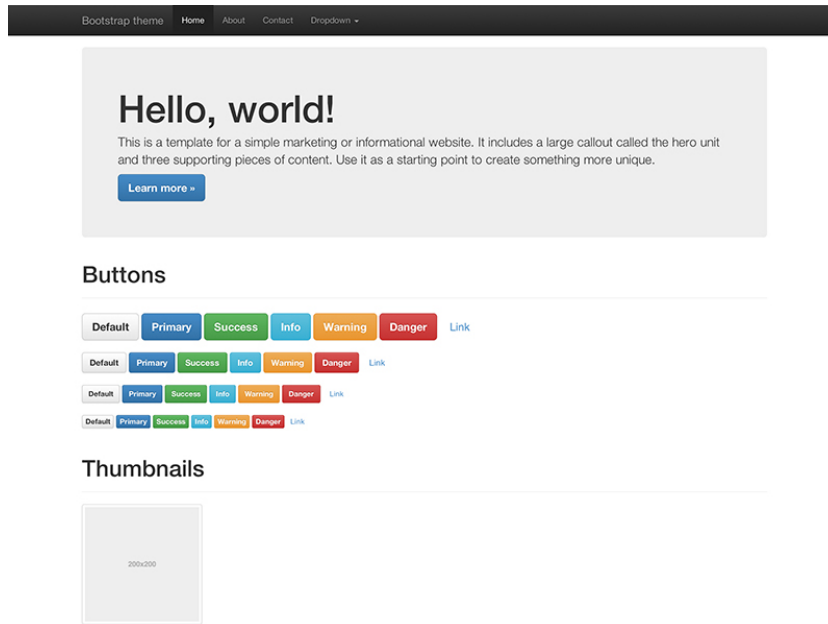 Bootstrap theme Home About Contact Dropdown
Hello, world!
This is a template for a simple marketing or informational website. It includes a large callout called the hero unit
and three supporting pieces of content. Use it as a starting point to create something more unique.
Learn more »
Buttons
Default Primary Success Info Warning Danger Link
Default Primary Success Info Warning Danger Link
Default Primary Success Info Warning Danger Link
Default Primary Success Info Warning Danger Link
Thumbnails
200x200